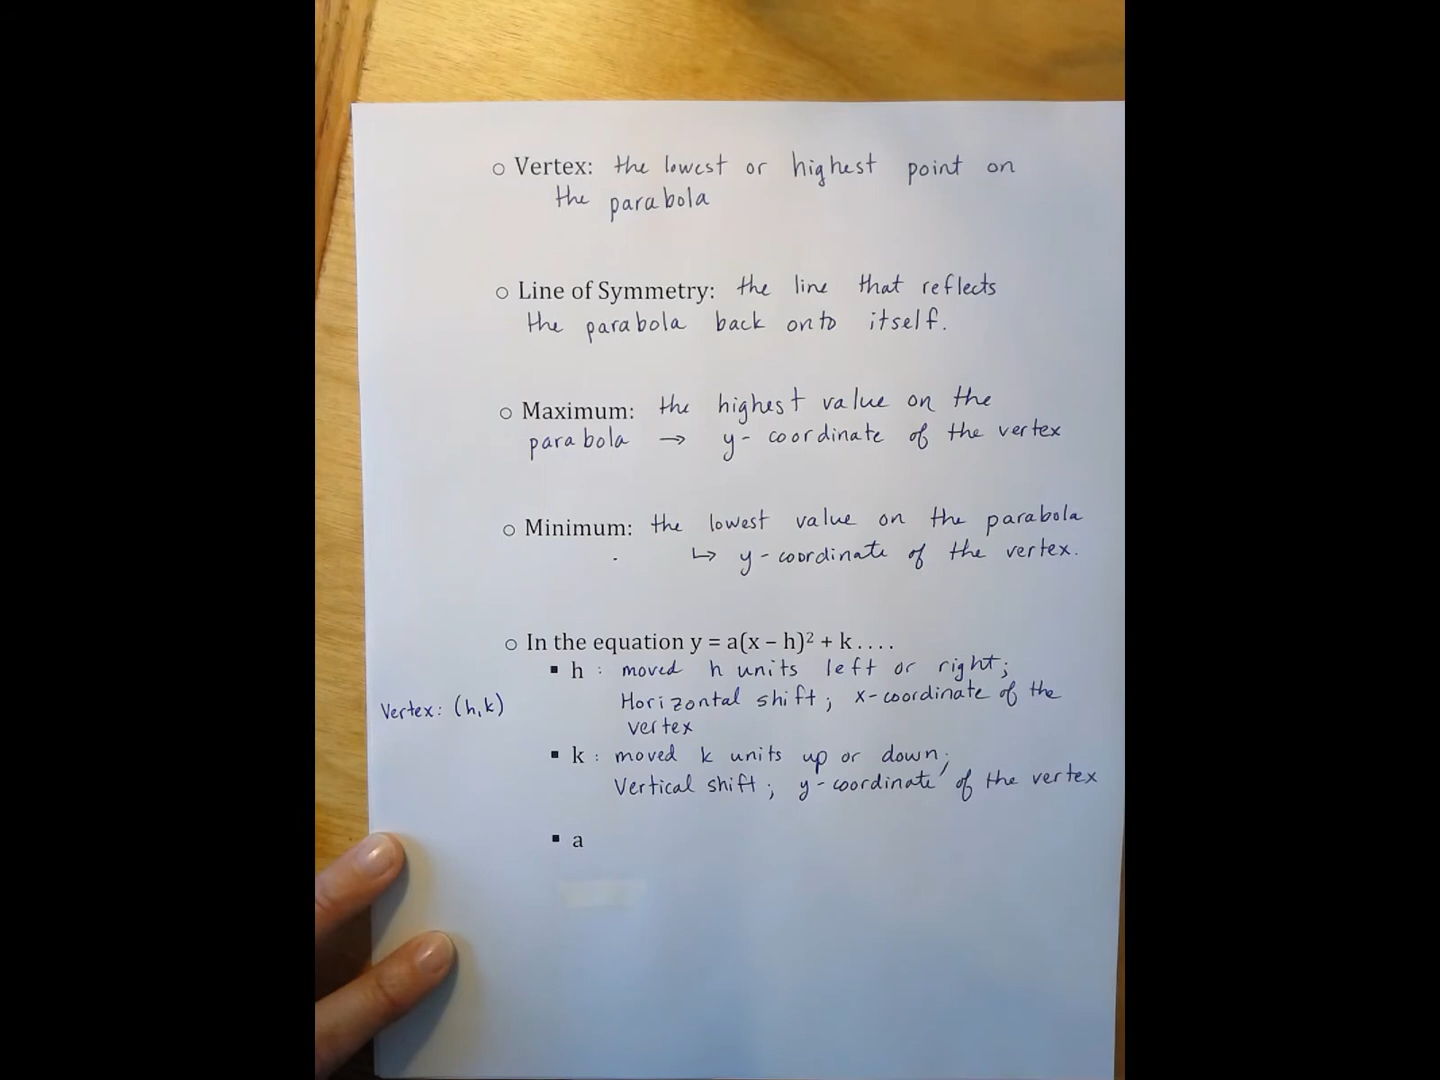 ○ Vertex: the lowest or highest point on
the parabola
○ Line of Symmetry: the line that reflects
the parabola back onto itself.
○ Maximum: the highest value on the
parabola → y-coordinate of the vertex
○ Minimum: the lowest value on the parabola
↳ y-coordinate of the vertex.
○ In the equation y = a(x – h)² + k . . . .
▪ h : moved h units left or right;
Horizontal shift; x-coordinate of the
vertex
Vertex: (h,k)
▪ k : moved k units up or down;
Vertical shift; y-coordinate of the vertex
▪ a